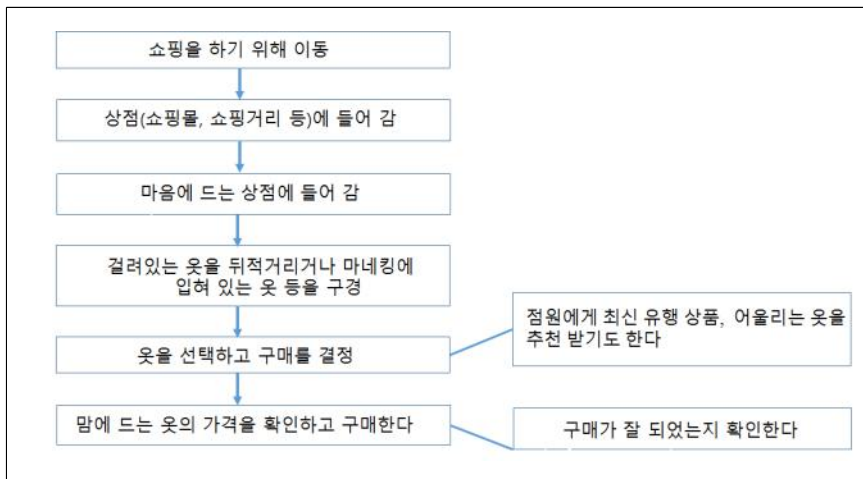 쇼핑을 하기 위해 이동
상점(쇼핑몰, 쇼핑거리 등)에 들어 감
마음에 드는 상점에 들어 감
걸려있는 옷을 뒤적거리거나 마네킹에
입혀 있는 옷 등을 구경
옷을 선택하고 구매를 결정
점원에게 최신 유행 상품, 어울리는 옷을
추천 받기도 한다
맘에 드는 옷의 가격을 확인하고 구매한다
구매가 잘 되었는지 확인한다